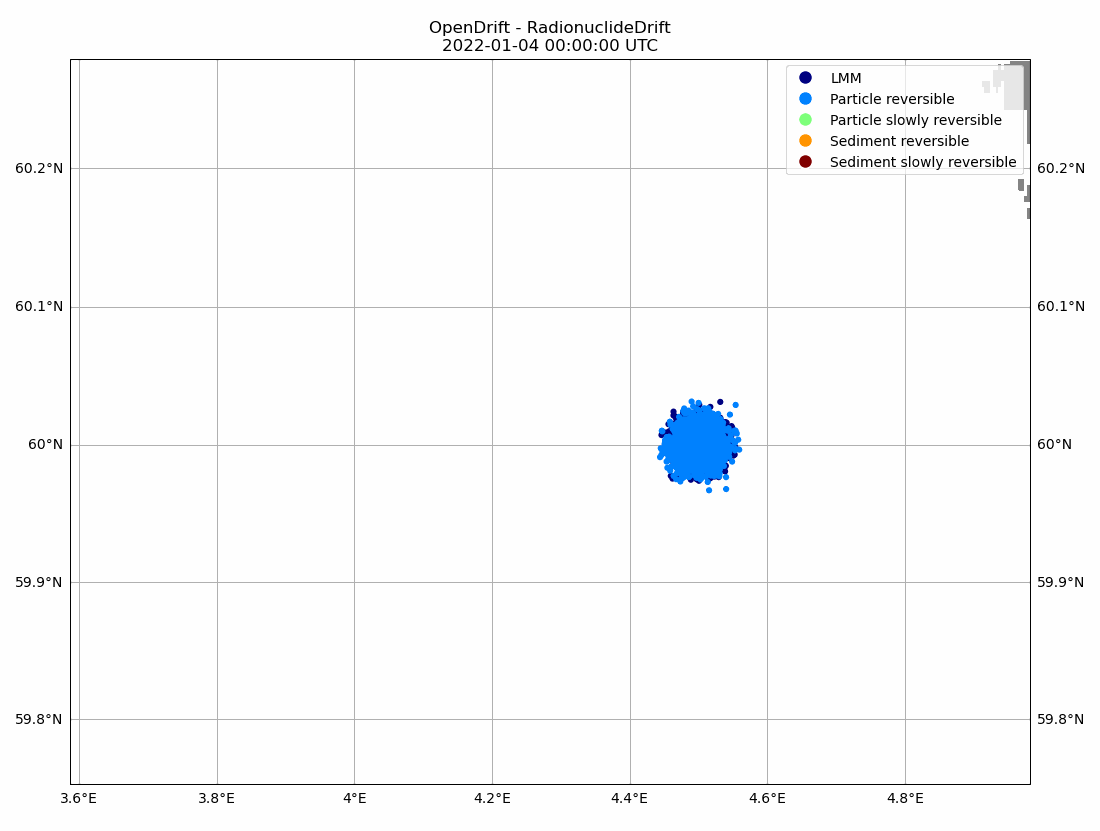 OpenDrift - RadionuclideDrift
2022-01-04 00:00:00 UTC
LMM
Particle reversible
Particle slowly reversible
Sediment reversible
Sediment slowly reversible
60.2°N 60.2°N
60.1°N 60.1°N
60°N 60°N
59.9°N 59.9°N
59.8°N 59.8°N
3.6°E 3.8°E 4°E 4.2°E 4.4°E 4.6°E 4.8°E